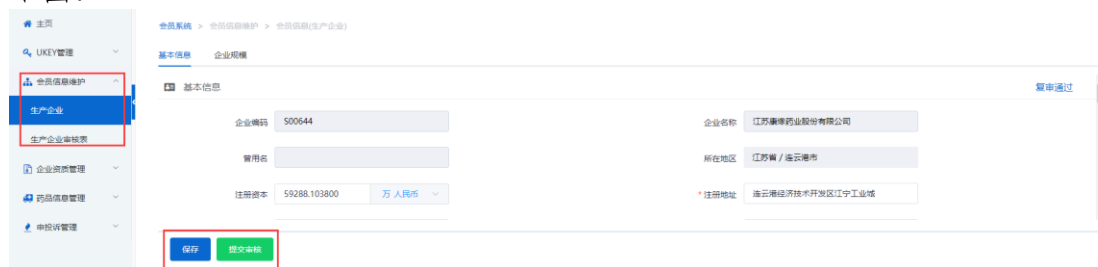 主页
UKEY管理
会员信息维护
生产企业
生产企业审核表
企业资质管理
药品信息管理
申投诉管理
会员系统 > 会员信息维护 > 会员信息(生产企业)
基本信息 企业规模
基本信息 复审通过
企业编码 S00644 企业名称 江苏康缘药业股份有限公司
曾用名 所在地区 江苏省 / 连云港市
注册资本 59288.103800 万 人民币 *注册地址 连云港经济技术开发区江宁工业城
保存 提交审核